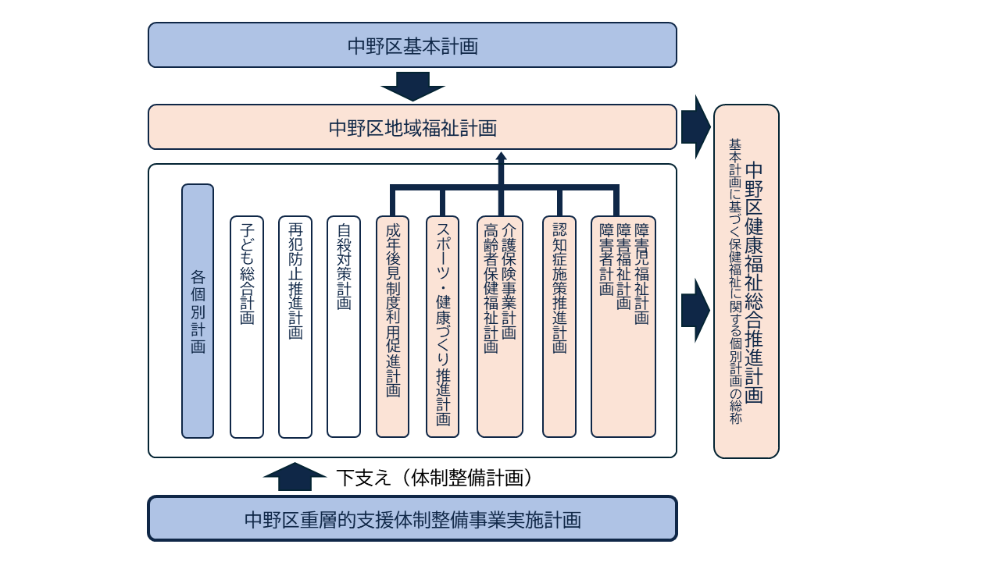 中野区基本計画
中野区地域福祉計画
各個別計画
子ども総合計画
再犯防止推進計画
自殺対策計画
成年後見制度利用促進計画
スポーツ・健康づくり推進計画
介護保険事業計画
高齢者保健福祉計画
認知症施策推進計画
障害児福祉計画
障害福祉計画
障害者計画
中野区健康福祉総合推進計画
基本計画に基づく保健福祉に関する個別計画の総称
下支え（体制整備計画）
中野区重層的支援体制整備事業実施計画